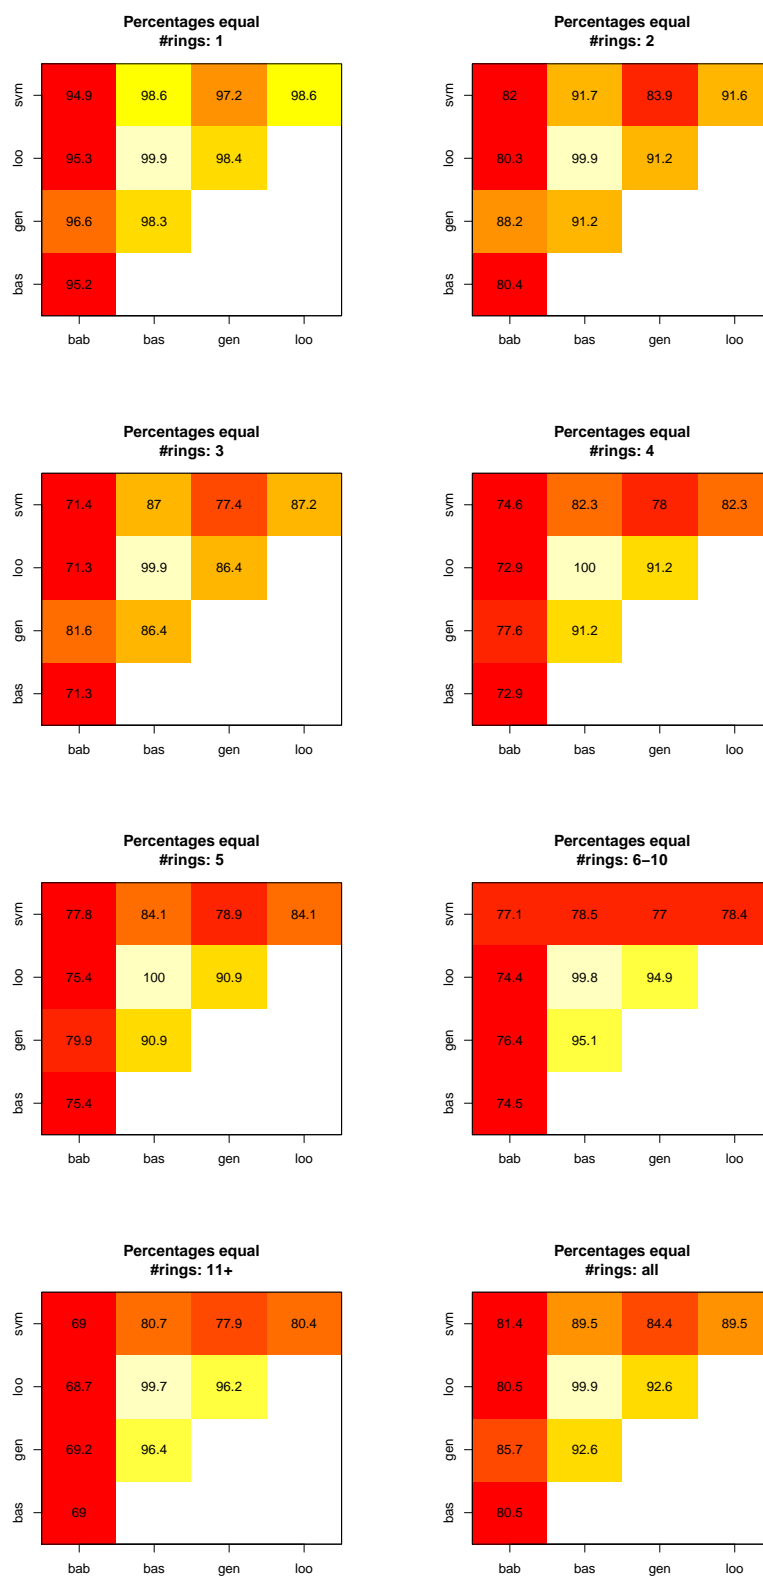 Percentages equal
#rings: 1
svm 94.9 98.6 97.2 98.6
loo 95.3 99.9 98.4
gen 96.6 98.3
bas 95.2
bab bas gen loo
Percentages equal
#rings: 2
svm 82 91.7 83.9 91.6
loo 80.3 99.9 91.2
gen 88.2 91.2
bas 80.4
bab bas gen loo
Percentages equal
#rings: 3
svm 71.4 87 77.4 87.2
loo 71.3 99.9 86.4
gen 81.6 86.4
bas 71.3
bab bas gen loo
Percentages equal
#rings: 4
svm 74.6 82.3 78 82.3
loo 72.9 100 91.2
gen 77.6 91.2
bas 72.9
bab bas gen loo
Percentages equal
#rings: 5
svm 77.8 84.1 78.9 84.1
loo 75.4 100 90.9
gen 79.9 90.9
bas 75.4
bab bas gen loo
Percentages equal
#rings: 6–10
svm 77.1 78.5 77 78.4
loo 74.4 99.8 94.9
gen 76.4 95.1
bas 74.5
bab bas gen loo
Percentages equal
#rings: 11+
svm 69 80.7 77.9 80.4
loo 68.7 99.7 96.2
gen 69.2 96.4
bas 69
bab bas gen loo
Percentages equal
#rings: all
svm 81.4 89.5 84.4 89.5
loo 80.5 99.9 92.6
gen 85.7 92.6
bas 80.5
bab bas gen loo